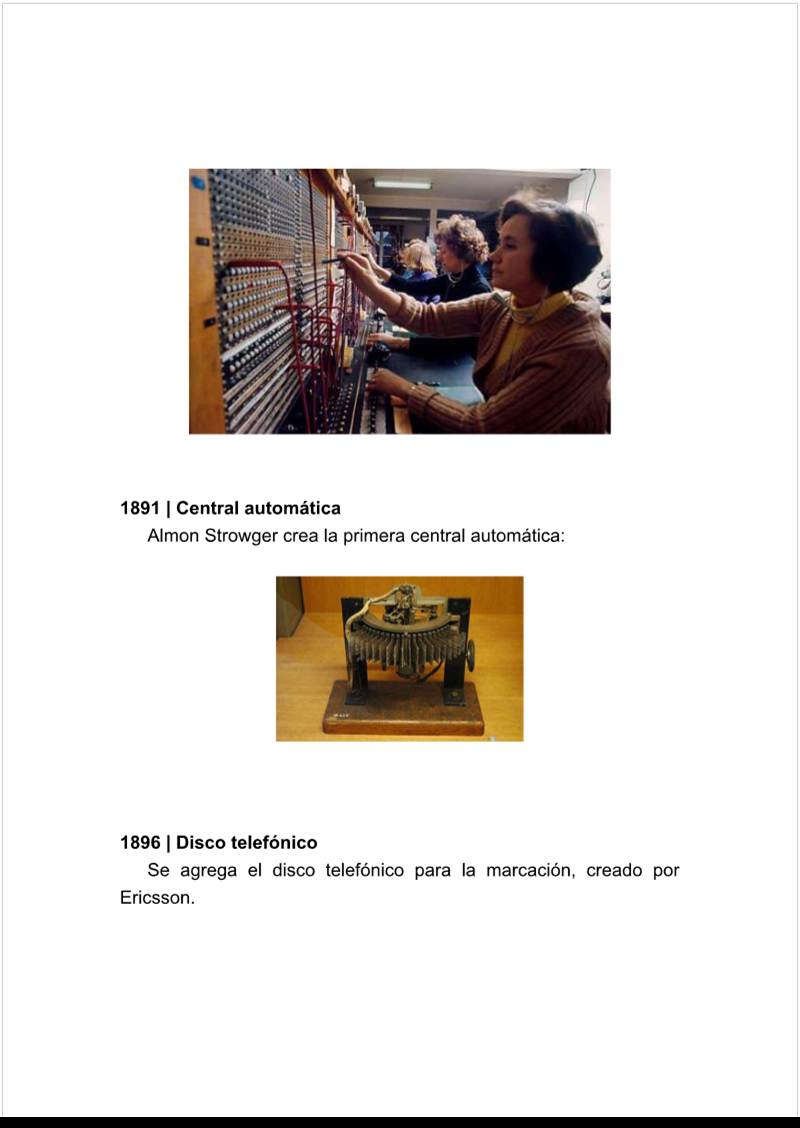 1891 | Central automática
Almon Strowger crea la primera central automática:
1896 | Disco telefónico
Se agrega el disco telefónico para la marcación, creado por
Ericsson.